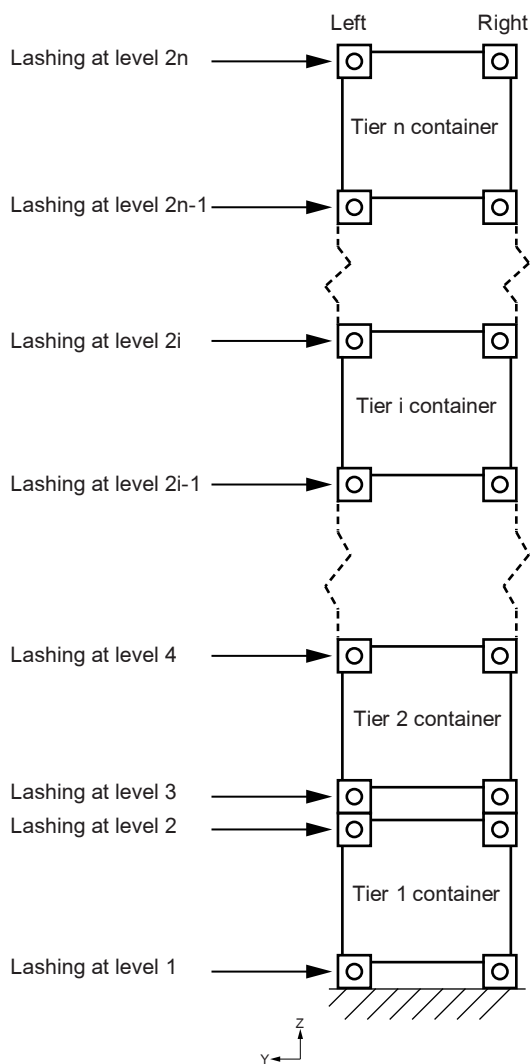 Left Right
Lashing at level 2n
Tier n container
Lashing at level 2n-1
Lashing at level 2i
Tier i container
Lashing at level 2i-1
Lashing at level 4
Tier 2 container
Lashing at level 3
Lashing at level 2
Tier 1 container
Lashing at level 1
Z
Y